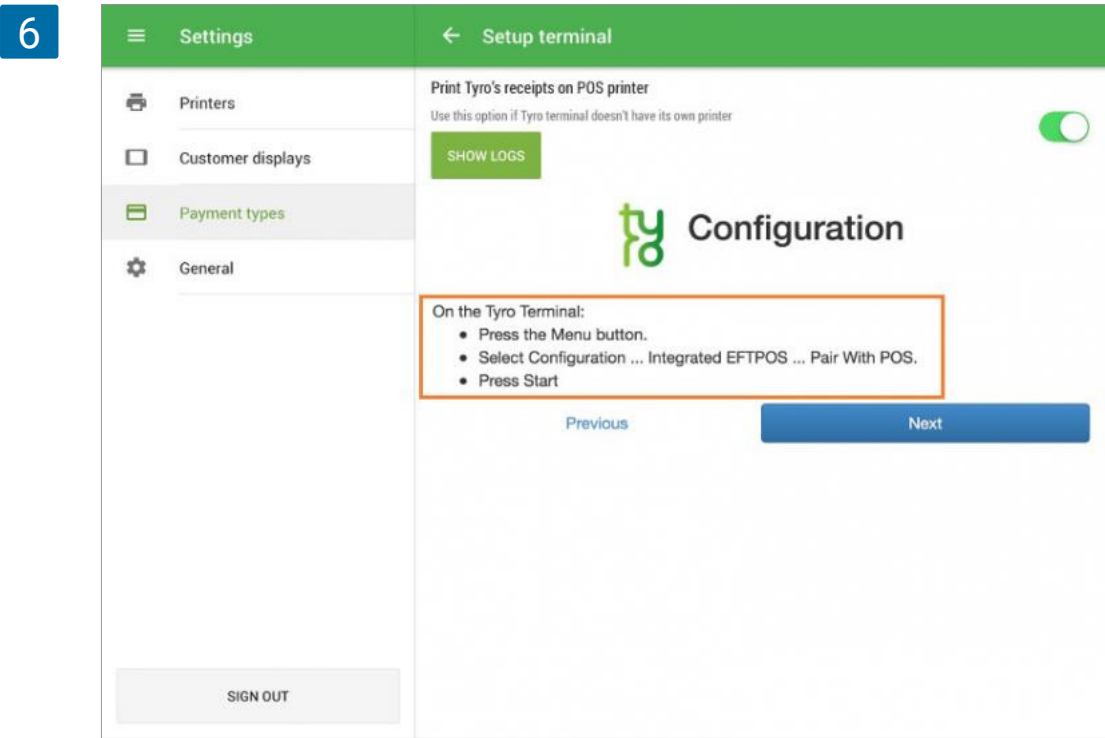 6
Settings
Setup terminal
Printers
Customer displays
Payment types
General
SIGN OUT
Print Tyro's receipts on POS printer
Use this option if Tyro terminal doesn't have its own printer
SHOW LOGS
tyro Configuration
On the Tyro Terminal:
• Press the Menu button.
• Select Configuration ... Integrated EFTPOS ... Pair With POS.
• Press Start
Previous
Next